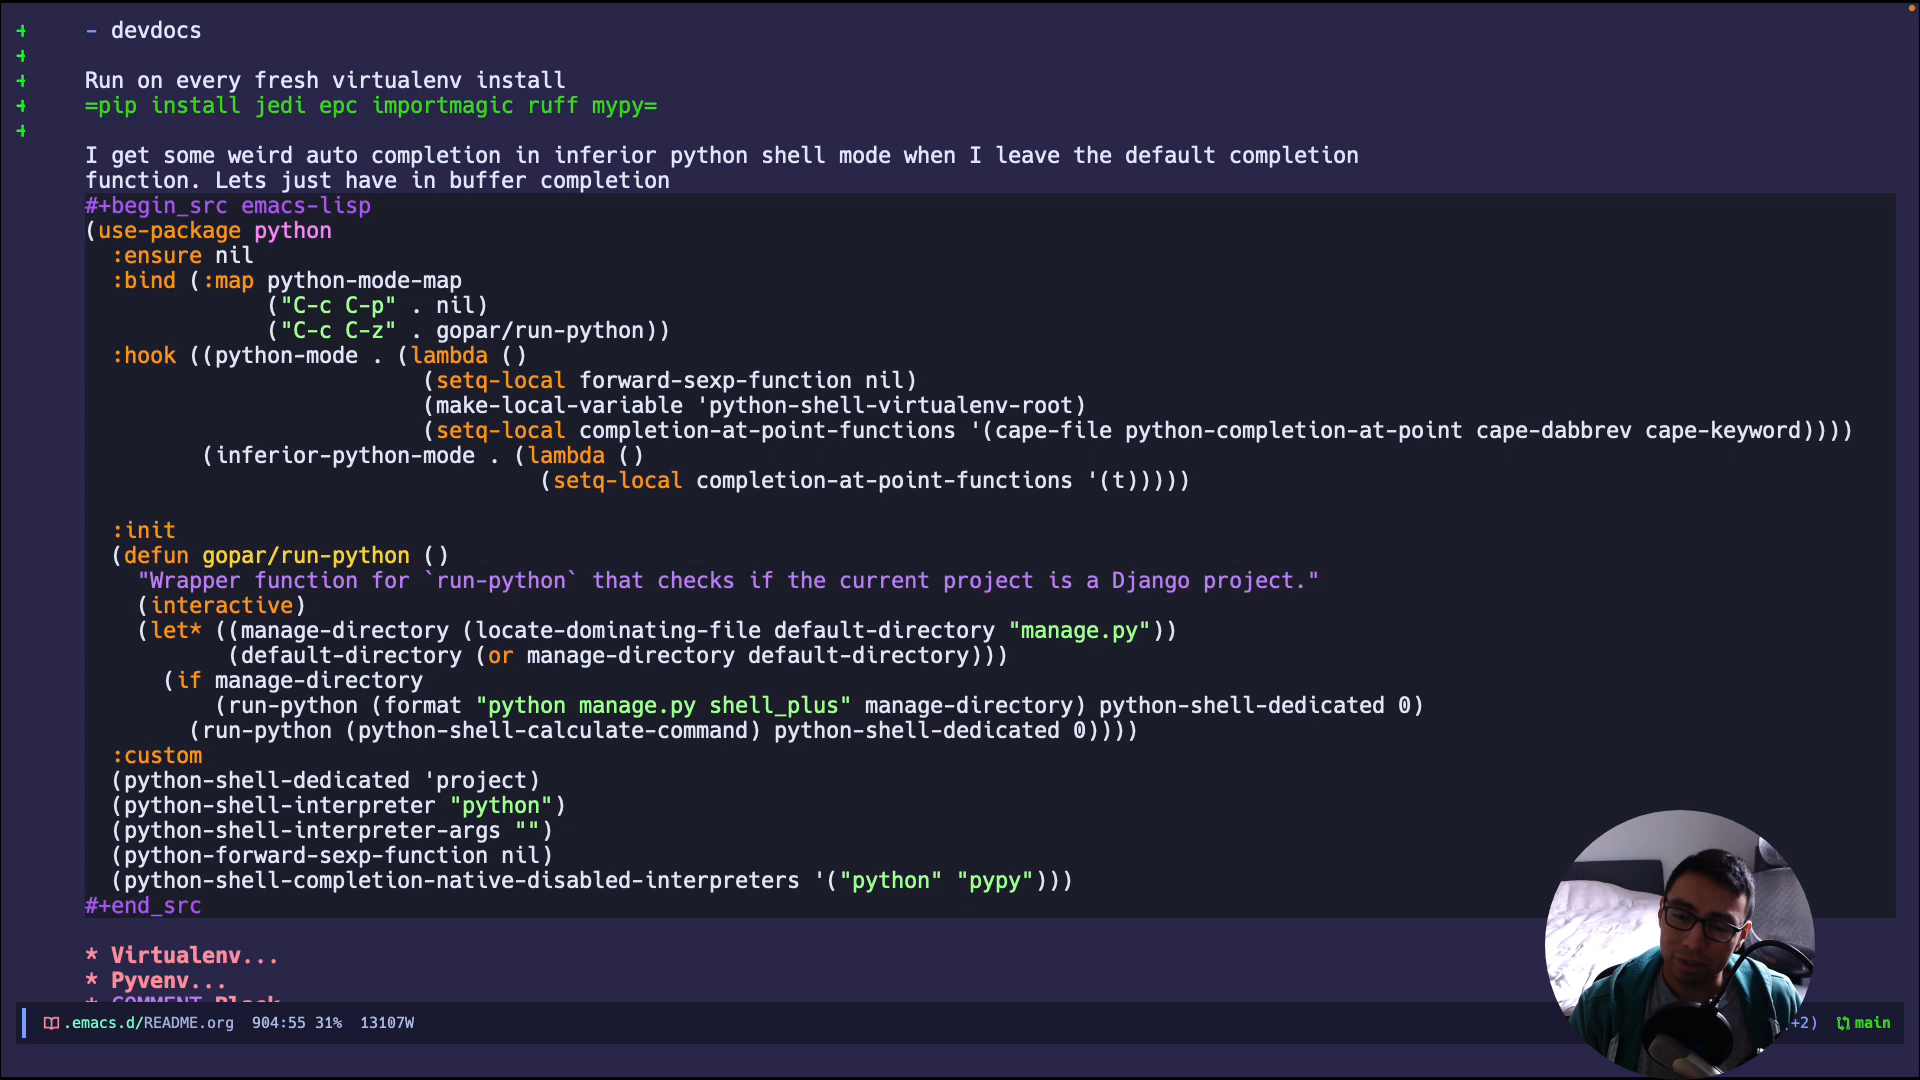 - devdocs
Run on every fresh virtualenv install
=pip install jedi epc importmagic ruff mypy=
I get some weird auto completion in inferior python shell mode when I leave the default completion
function. Lets just have in buffer completion
#+begin_src emacs-lisp
(use-package python
  :ensure nil
  :bind (:map python-mode-map
              ("C-c C-p" . nil)
              ("C-c C-z" . gopar/run-python))
  :hook ((python-mode . (lambda ()
                          (setq-local forward-sexp-function nil)
                          (make-local-variable 'python-shell-virtualenv-root)
                          (setq-local completion-at-point-functions '(cape-file python-completion-at-point cape-dabbrev cape-keyword))))
         (inferior-python-mode . (lambda ()
                                   (setq-local completion-at-point-functions '(t)))))
  :init
  (defun gopar/run-python ()
    "Wrapper function for `run-python` that checks if the current project is a Django project."
    (interactive)
    (let* ((manage-directory (locate-dominating-file default-directory "manage.py"))
           (default-directory (or manage-directory default-directory)))
      (if manage-directory
          (run-python (format "python manage.py shell_plus" manage-directory) python-shell-dedicated 0)
        (run-python (python-shell-calculate-command) python-shell-dedicated 0))))
  :custom
  (python-shell-dedicated 'project)
  (python-shell-interpreter "python")
  (python-shell-interpreter-args "")
  (python-forward-sexp-function nil)
  (python-shell-completion-native-disabled-interpreters '("python" "pypy")))
#+end_src
* Virtualenv...
* Pyvenv...
* COMMENT Black
.emacs.d/README.org 904:55 31% 13107W +2) main